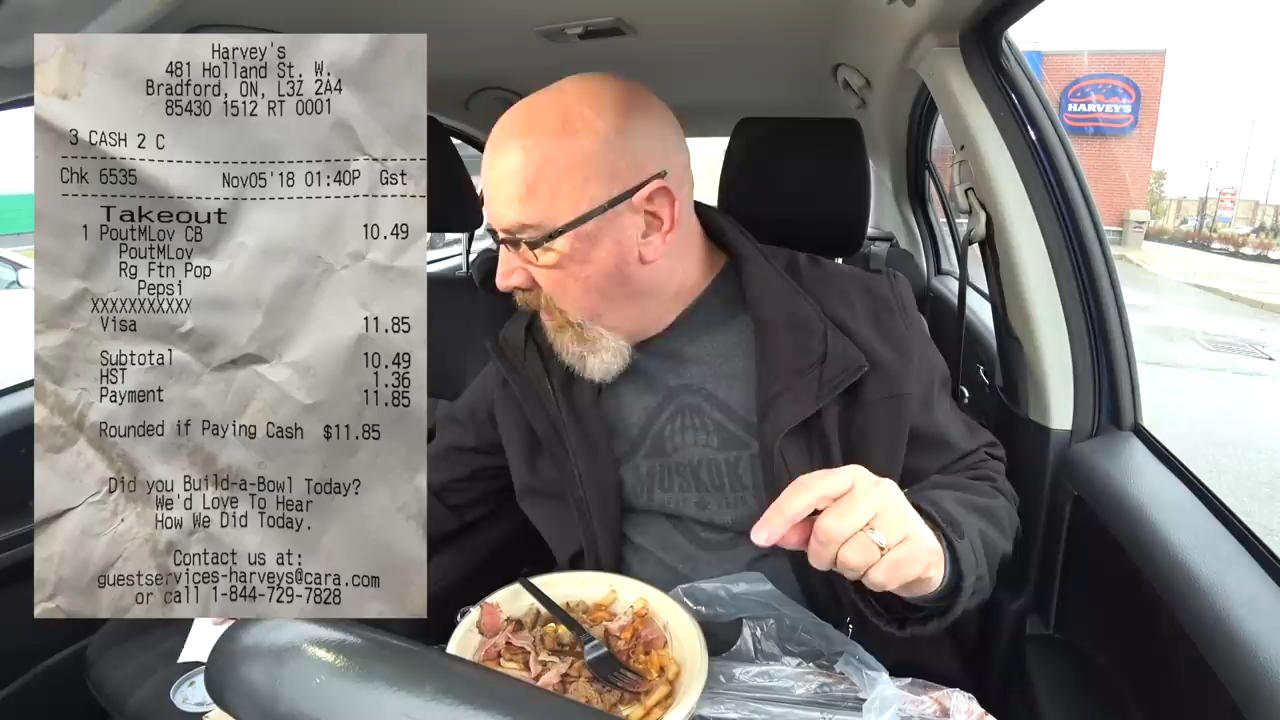 Harvey's
481 Holland St. W.
Bradford, ON, L3Z 2A4
85430 1512 RT 0001
3 CASH 2 C
Chk 6535 Nov05'18 01:40P Gst
Takeout
1 PoutMLov CB 10.49
PoutMLov
Rg Ftn Pop
Pepsi
XXXXXXXXXXX
Visa 11.85
Subtotal 10.49
HST 1.36
Payment 11.85
Rounded if Paying Cash $11.85
Did you Build-a-Bowl Today?
We'd Love To Hear
How We Did Today.
Contact us at:
guestservices-harveys@cara.com
or call 1-844-729-7828
HARVEY'S
MUSKOK